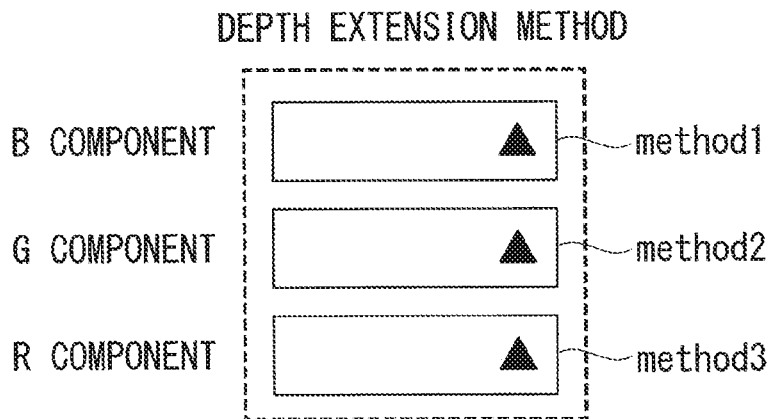 DEPTH EXTENSION METHOD
B COMPONENT method1
G COMPONENT method2
R COMPONENT method3